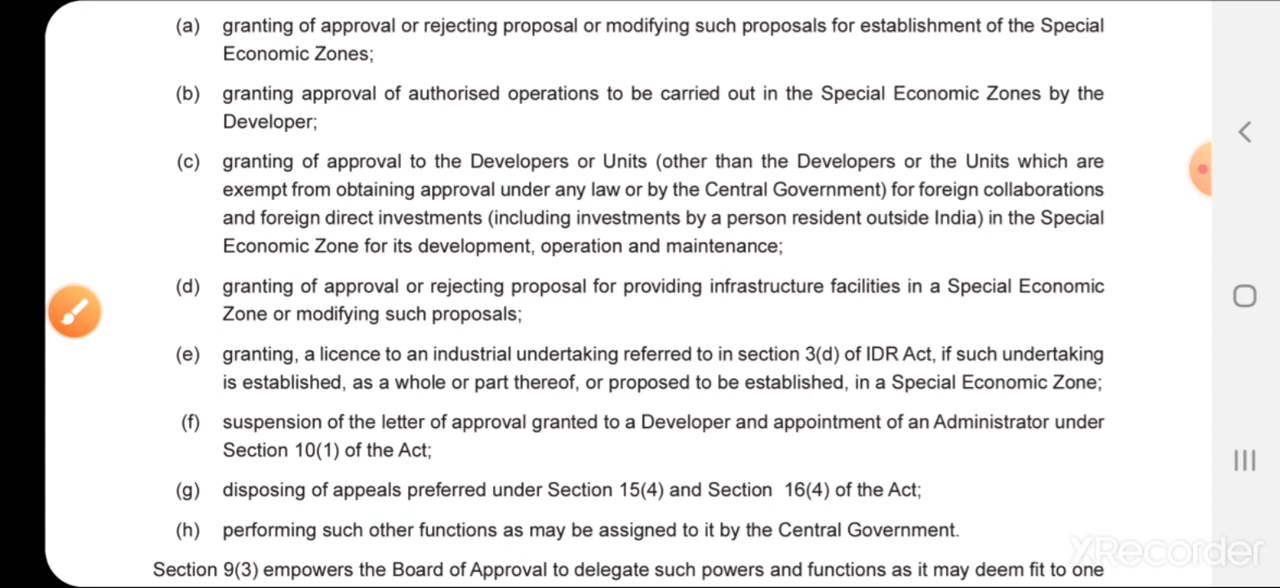 (a) granting of approval or rejecting proposal or modifying such proposals for establishment of the Special
Economic Zones;
(b) granting approval of authorised operations to be carried out in the Special Economic Zones by the
Developer;
(c) granting of approval to the Developers or Units (other than the Developers or the Units which are
exempt from obtaining approval under any law or by the Central Government) for foreign collaborations
and foreign direct investments (including investments by a person resident outside India) in the Special
Economic Zone for its development, operation and maintenance;
(d) granting of approval or rejecting proposal for providing infrastructure facilities in a Special Economic
Zone or modifying such proposals;
(e) granting, a licence to an industrial undertaking referred to in section 3(d) of IDR Act, if such undertaking
is established, as a whole or part thereof, or proposed to be established, in a Special Economic Zone;
(f) suspension of the letter of approval granted to a Developer and appointment of an Administrator under
Section 10(1) of the Act;
(g) disposing of appeals preferred under Section 15(4) and Section 16(4) of the Act;
(h) performing such other functions as may be assigned to it by the Central Government.
XRecorder
Section 9(3) empowers the Board of Approval to delegate such powers and functions as it may deem fit to one